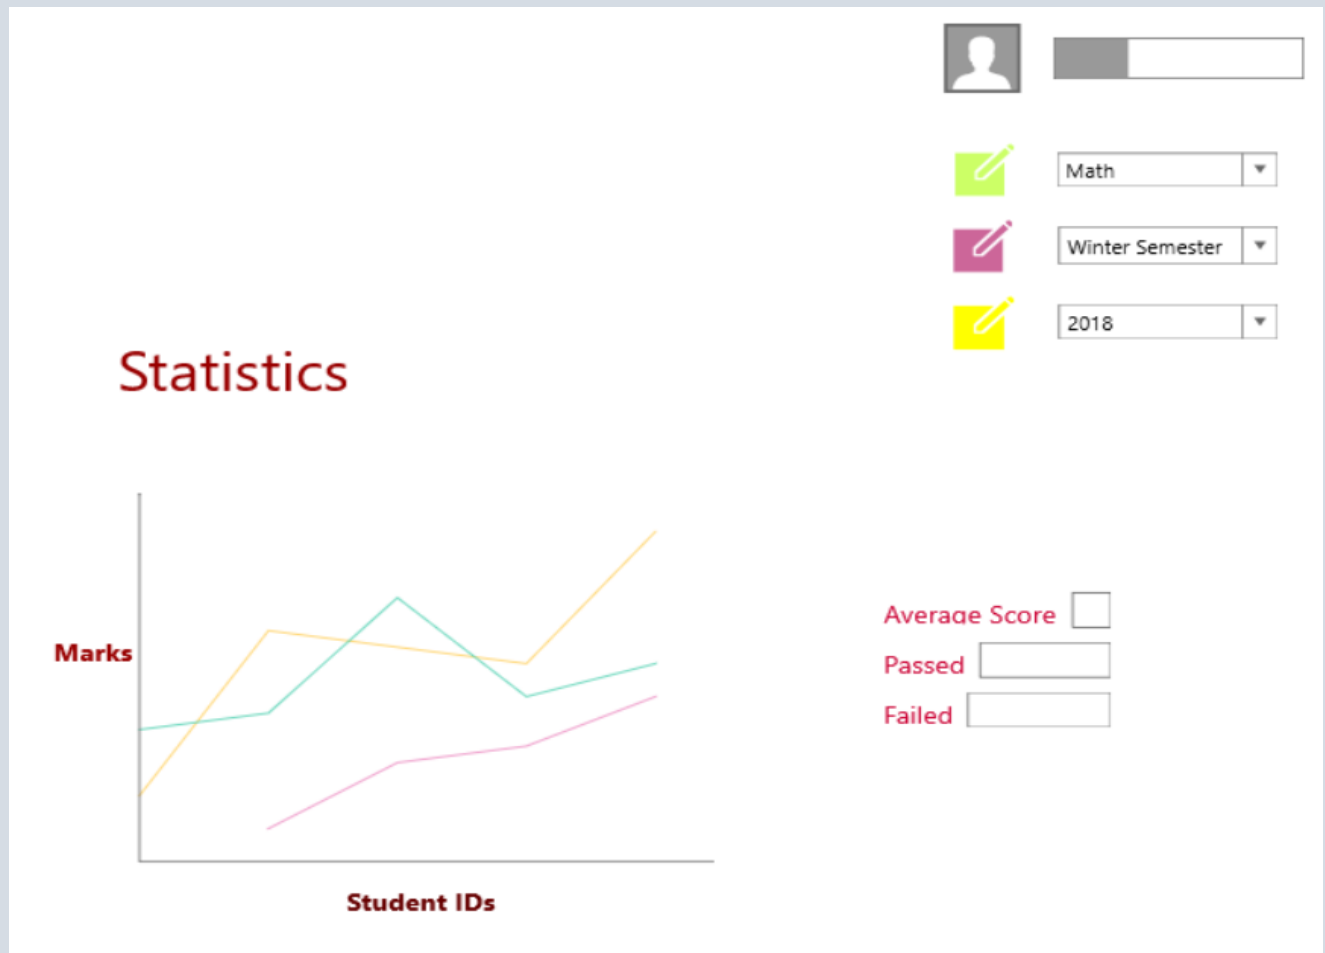 Math
Winter Semester
2018
Statistics
Marks
Average Score
Passed
Failed
Student IDs